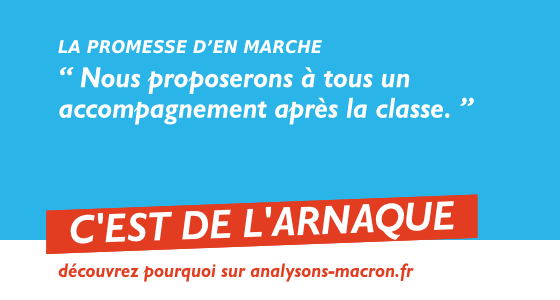 LA PROMESSE D’EN MARCHE
“ Nous proposerons à tous un
accompagnement après la classe. ”
C'EST DE L'ARNAQUE
découvrez pourquoi sur analysons-macron.fr